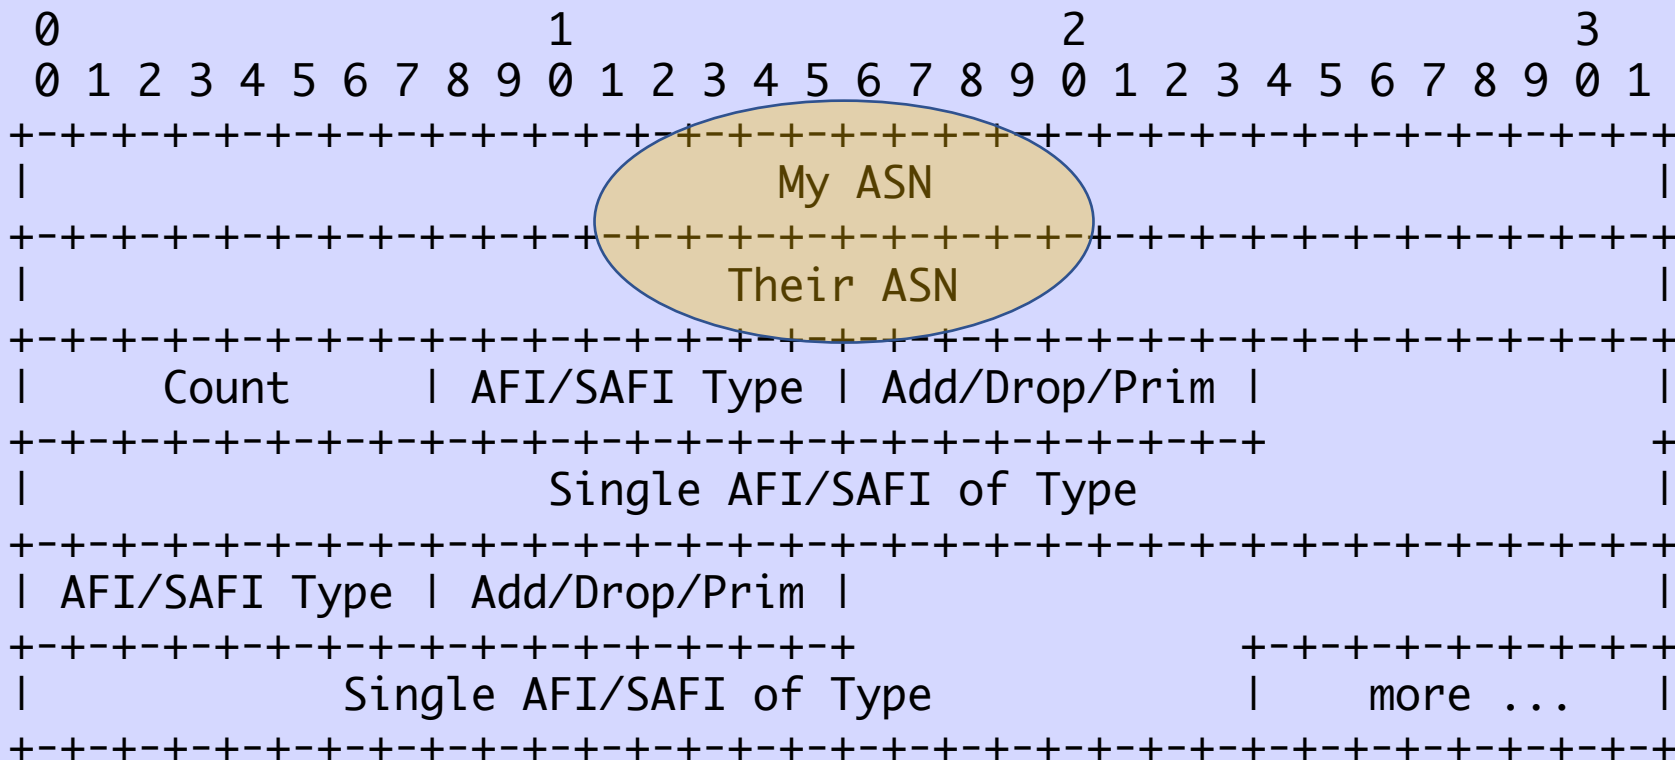 0                   1                   2                   3
 0 1 2 3 4 5 6 7 8 9 0 1 2 3 4 5 6 7 8 9 0 1 2 3 4 5 6 7 8 9 0 1
+-+-+-+-+-+-+-+-+-+-+-+-+-+-+-+-+-+-+-+-+-+-+-+-+-+-+-+-+-+-+-+-+
|                             My ASN                            |
+-+-+-+-+-+-+-+-+-+-+-+-+-+-+-+-+-+-+-+-+-+-+-+-+-+-+-+-+-+-+-+-+
|                           Their ASN                           |
+-+-+-+-+-+-+-+-+-+-+-+-+-+-+-+-+-+-+-+-+-+-+-+-+-+-+-+-+-+-+-+-+
|     Count     | AFI/SAFI Type | Add/Drop/Prim |               |
+-+-+-+-+-+-+-+-+-+-+-+-+-+-+-+-+-+-+-+-+-+-+-+-+               +
|                    Single AFI/SAFI of Type                    |
+-+-+-+-+-+-+-+-+-+-+-+-+-+-+-+-+-+-+-+-+-+-+-+-+-+-+-+-+-+-+-+-+
| AFI/SAFI Type | Add/Drop/Prim |                               |
+-+-+-+-+-+-+-+-+-+-+-+-+-+-+-+-+               +-+-+-+-+-+-+-+-+
|            Single AFI/SAFI of Type            |    more ...   |
+-+-+-+-+-+-+-+-+-+-+-+-+-+-+-+-+-+-+-+-+-+-+-+-+-+-+-+-+-+-+-+-+